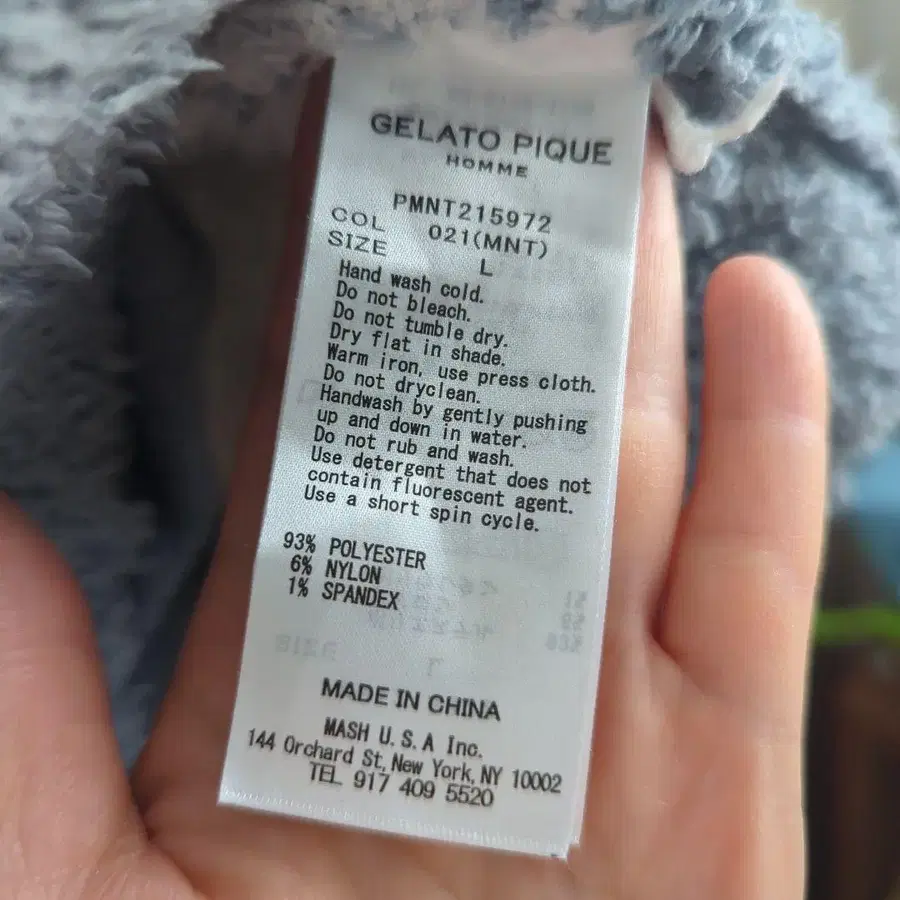 GELATO PIQUE
HOMME
PMNT215972
COL 021(MNT)
SIZE L
Hand wash cold.
Do not bleach.
Do not tumble dry.
Dry flat in shade.
Warm iron, use press cloth.
Do not dryclean.
Handwash by gently pushing
up and down in water.
Do not rub and wash.
Use detergent that does not
contain fluorescent agent.
Use a short spin cycle.
93% POLYESTER
6% NYLON
1% SPANDEX
MADE IN CHINA
MASH U.S.A Inc.
144 Orchard St, New York, NY 10002
TEL 917 409 5520